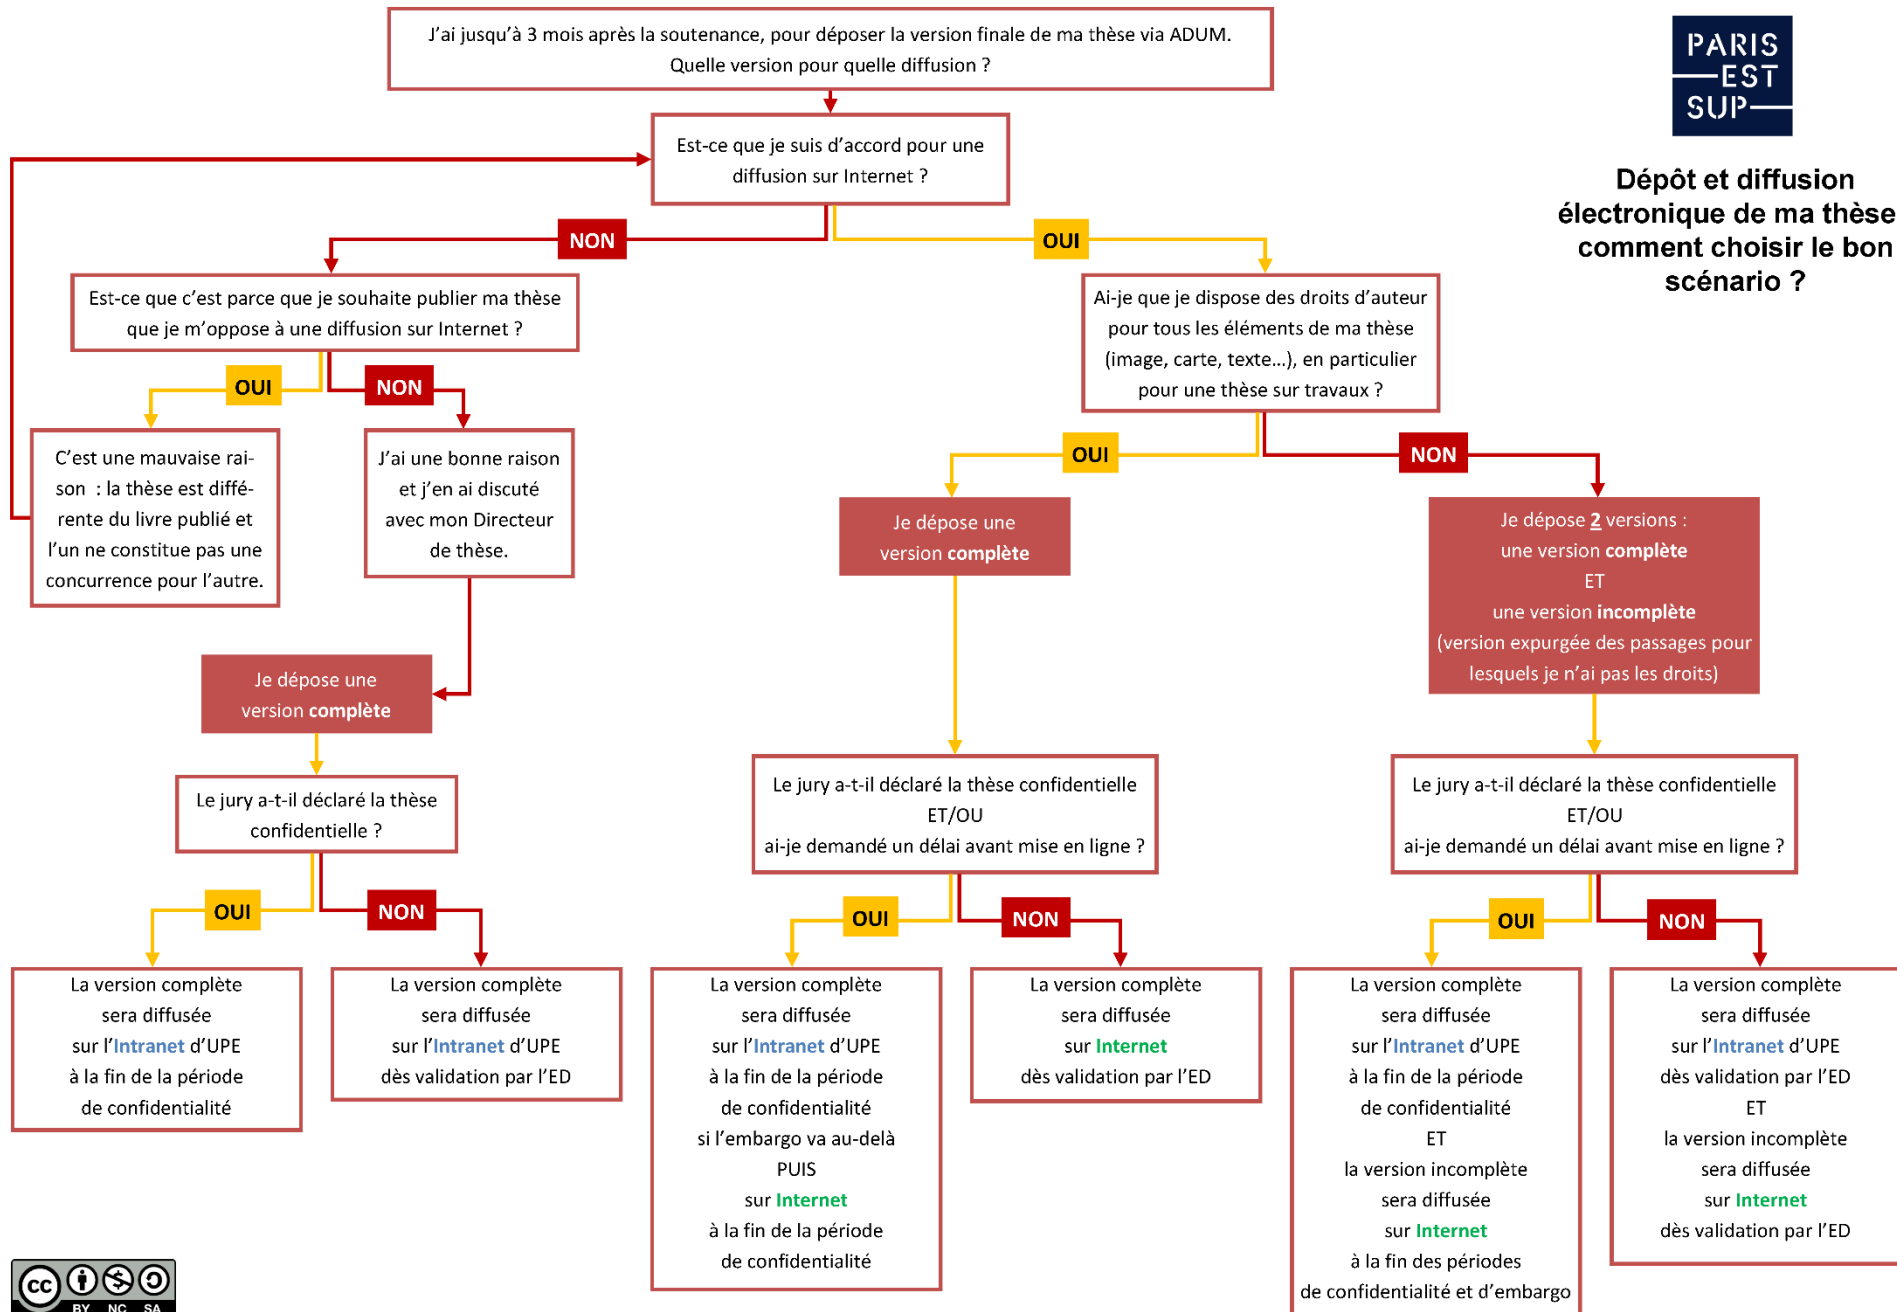 J'ai jusqu'à 3 mois après la soutenance, pour déposer la version finale de ma thèse via ADUM.
Quelle version pour quelle diffusion ?
PARIS
EST
SUP
Dépôt et diffusion
électronique de ma thèse
comment choisir le bon
scénario ?
Est-ce que je suis d'accord pour une
diffusion sur Internet ?
NON
OUI
Est-ce que c'est parce que je souhaite publier ma thèse
que je m'oppose à une diffusion sur Internet ?
Ai-je que je dispose des droits d'auteur
pour tous les éléments de ma thèse
(image, carte, texte…), en particulier
pour une thèse sur travaux ?
OUI
NON
C'est une mauvaise rai-
son : la thèse est diffé-
rente du livre publié et
l'un ne constitue pas une
concurrence pour l'autre.
J'ai une bonne raison
et j'en ai discuté
avec mon Directeur
de thèse.
OUI
NON
Je dépose une
version complète
Je dépose 2 versions :
une version complète
ET
une version incomplète
(version expurgée des passages pour
lesquels je n'ai pas les droits)
Je dépose une
version complète
Le jury a-t-il déclaré la thèse
confidentielle ?
Le jury a-t-il déclaré la thèse confidentielle
ET/OU
ai-je demandé un délai avant mise en ligne ?
Le jury a-t-il déclaré la thèse confidentielle
ET/OU
ai-je demandé un délai avant mise en ligne ?
OUI
NON
OUI
NON
OUI
NON
La version complète
sera diffusée
sur l'Intranet d'UPE
à la fin de la période
de confidentialité
La version complète
sera diffusée
sur l'Intranet d'UPE
dès validation par l'ED
La version complète
sera diffusée
sur l'Intranet d'UPE
à la fin de la période
de confidentialité
si l'embargo va au-delà
PUIS
sur Internet
à la fin de la période
de confidentialité
La version complète
sera diffusée
sur Internet
dès validation par l'ED
La version complète
sera diffusée
sur l'Intranet d'UPE
à la fin de la période
de confidentialité
ET
la version incomplète
sera diffusée
sur Internet
à la fin des périodes
de confidentialité et d'embargo
La version complète
sera diffusée
sur l'Intranet d'UPE
dès validation par l'ED
ET
la version incomplète
sera diffusée
sur Internet
dès validation par l'ED
cc
BY NC SA